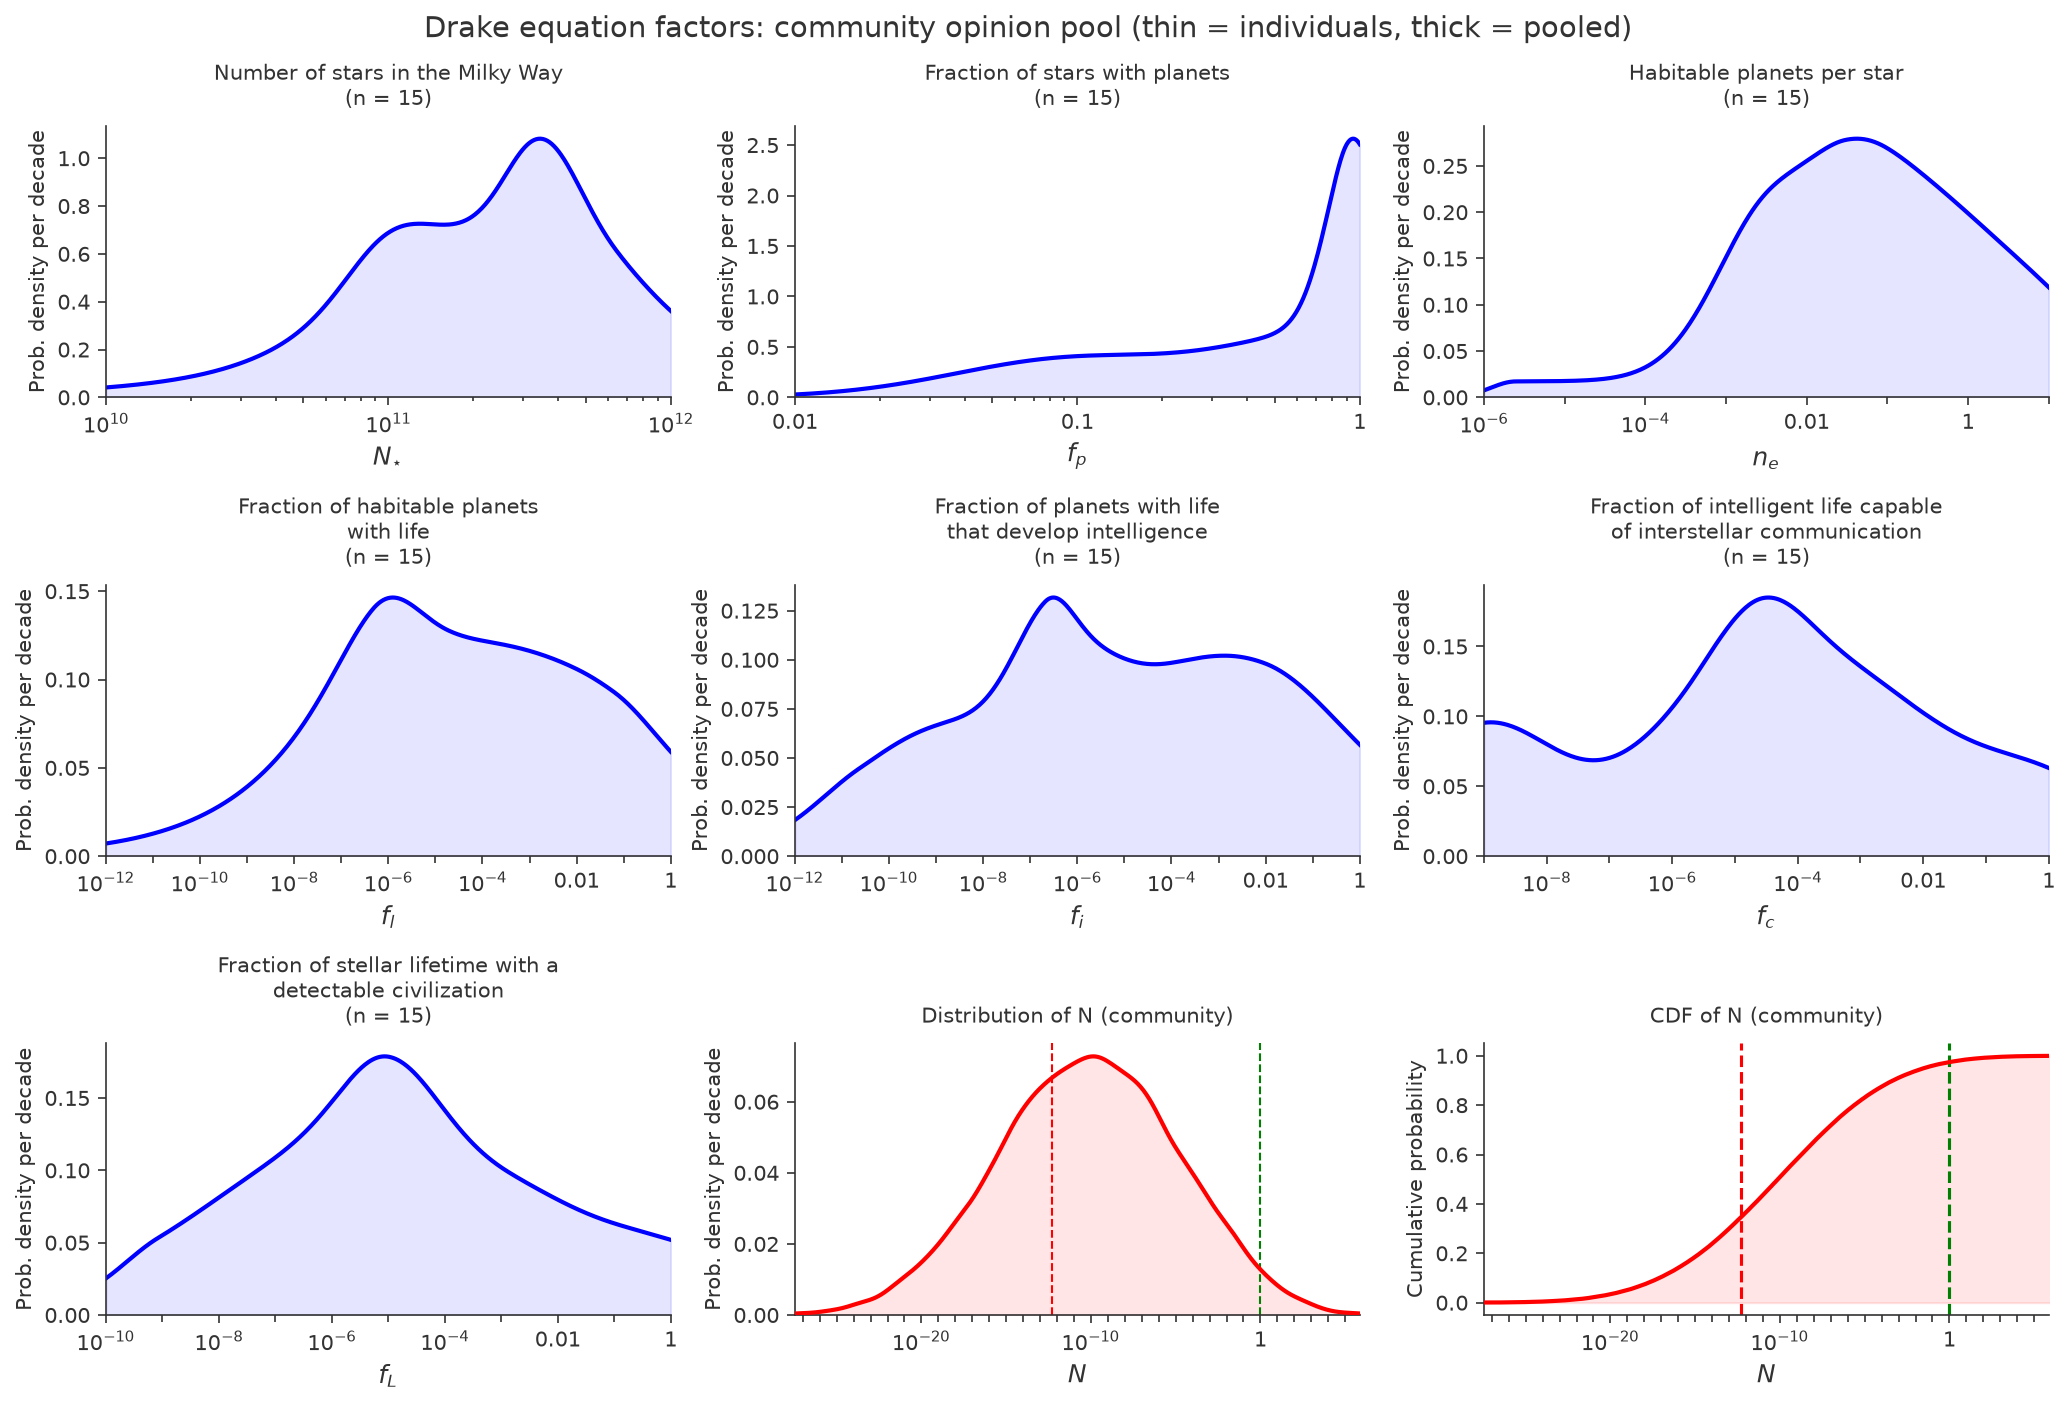 Drake equation factors: community opinion pool (thin = individuals, thick = pooled)
Number of stars in the Milky Way
(n = 15)
Prob. density per decade
0.0
0.2
0.4
0.6
0.8
1.0
10^10
10^11
10^12
N⋆
Fraction of stars with planets
(n = 15)
Prob. density per decade
0.0
0.5
1.0
1.5
2.0
2.5
0.01
0.1
1
f_p
Habitable planets per star
(n = 15)
Prob. density per decade
0.00
0.05
0.10
0.15
0.20
0.25
10^−6
10^−4
0.01
1
n_e
Fraction of habitable planets
with life
(n = 15)
Prob. density per decade
0.00
0.05
0.10
0.15
10^−12
10^−10
10^−8
10^−6
10^−4
0.01
1
f_l
Fraction of planets with life
that develop intelligence
(n = 15)
Prob. density per decade
0.000
0.025
0.050
0.075
0.100
0.125
10^−12
10^−10
10^−8
10^−6
10^−4
0.01
1
f_i
Fraction of intelligent life capable
of interstellar communication
(n = 15)
Prob. density per decade
0.00
0.05
0.10
0.15
10^−8
10^−6
10^−4
0.01
1
f_c
Fraction of stellar lifetime with a
detectable civilization
(n = 15)
Prob. density per decade
0.00
0.05
0.10
0.15
10^−10
10^−8
10^−6
10^−4
0.01
1
f_L
Distribution of N (community)
Prob. density per decade
0.00
0.02
0.04
0.06
10^−20
10^−10
1
N
CDF of N (community)
Cumulative probability
0.0
0.2
0.4
0.6
0.8
1.0
10^−20
10^−10
1
N